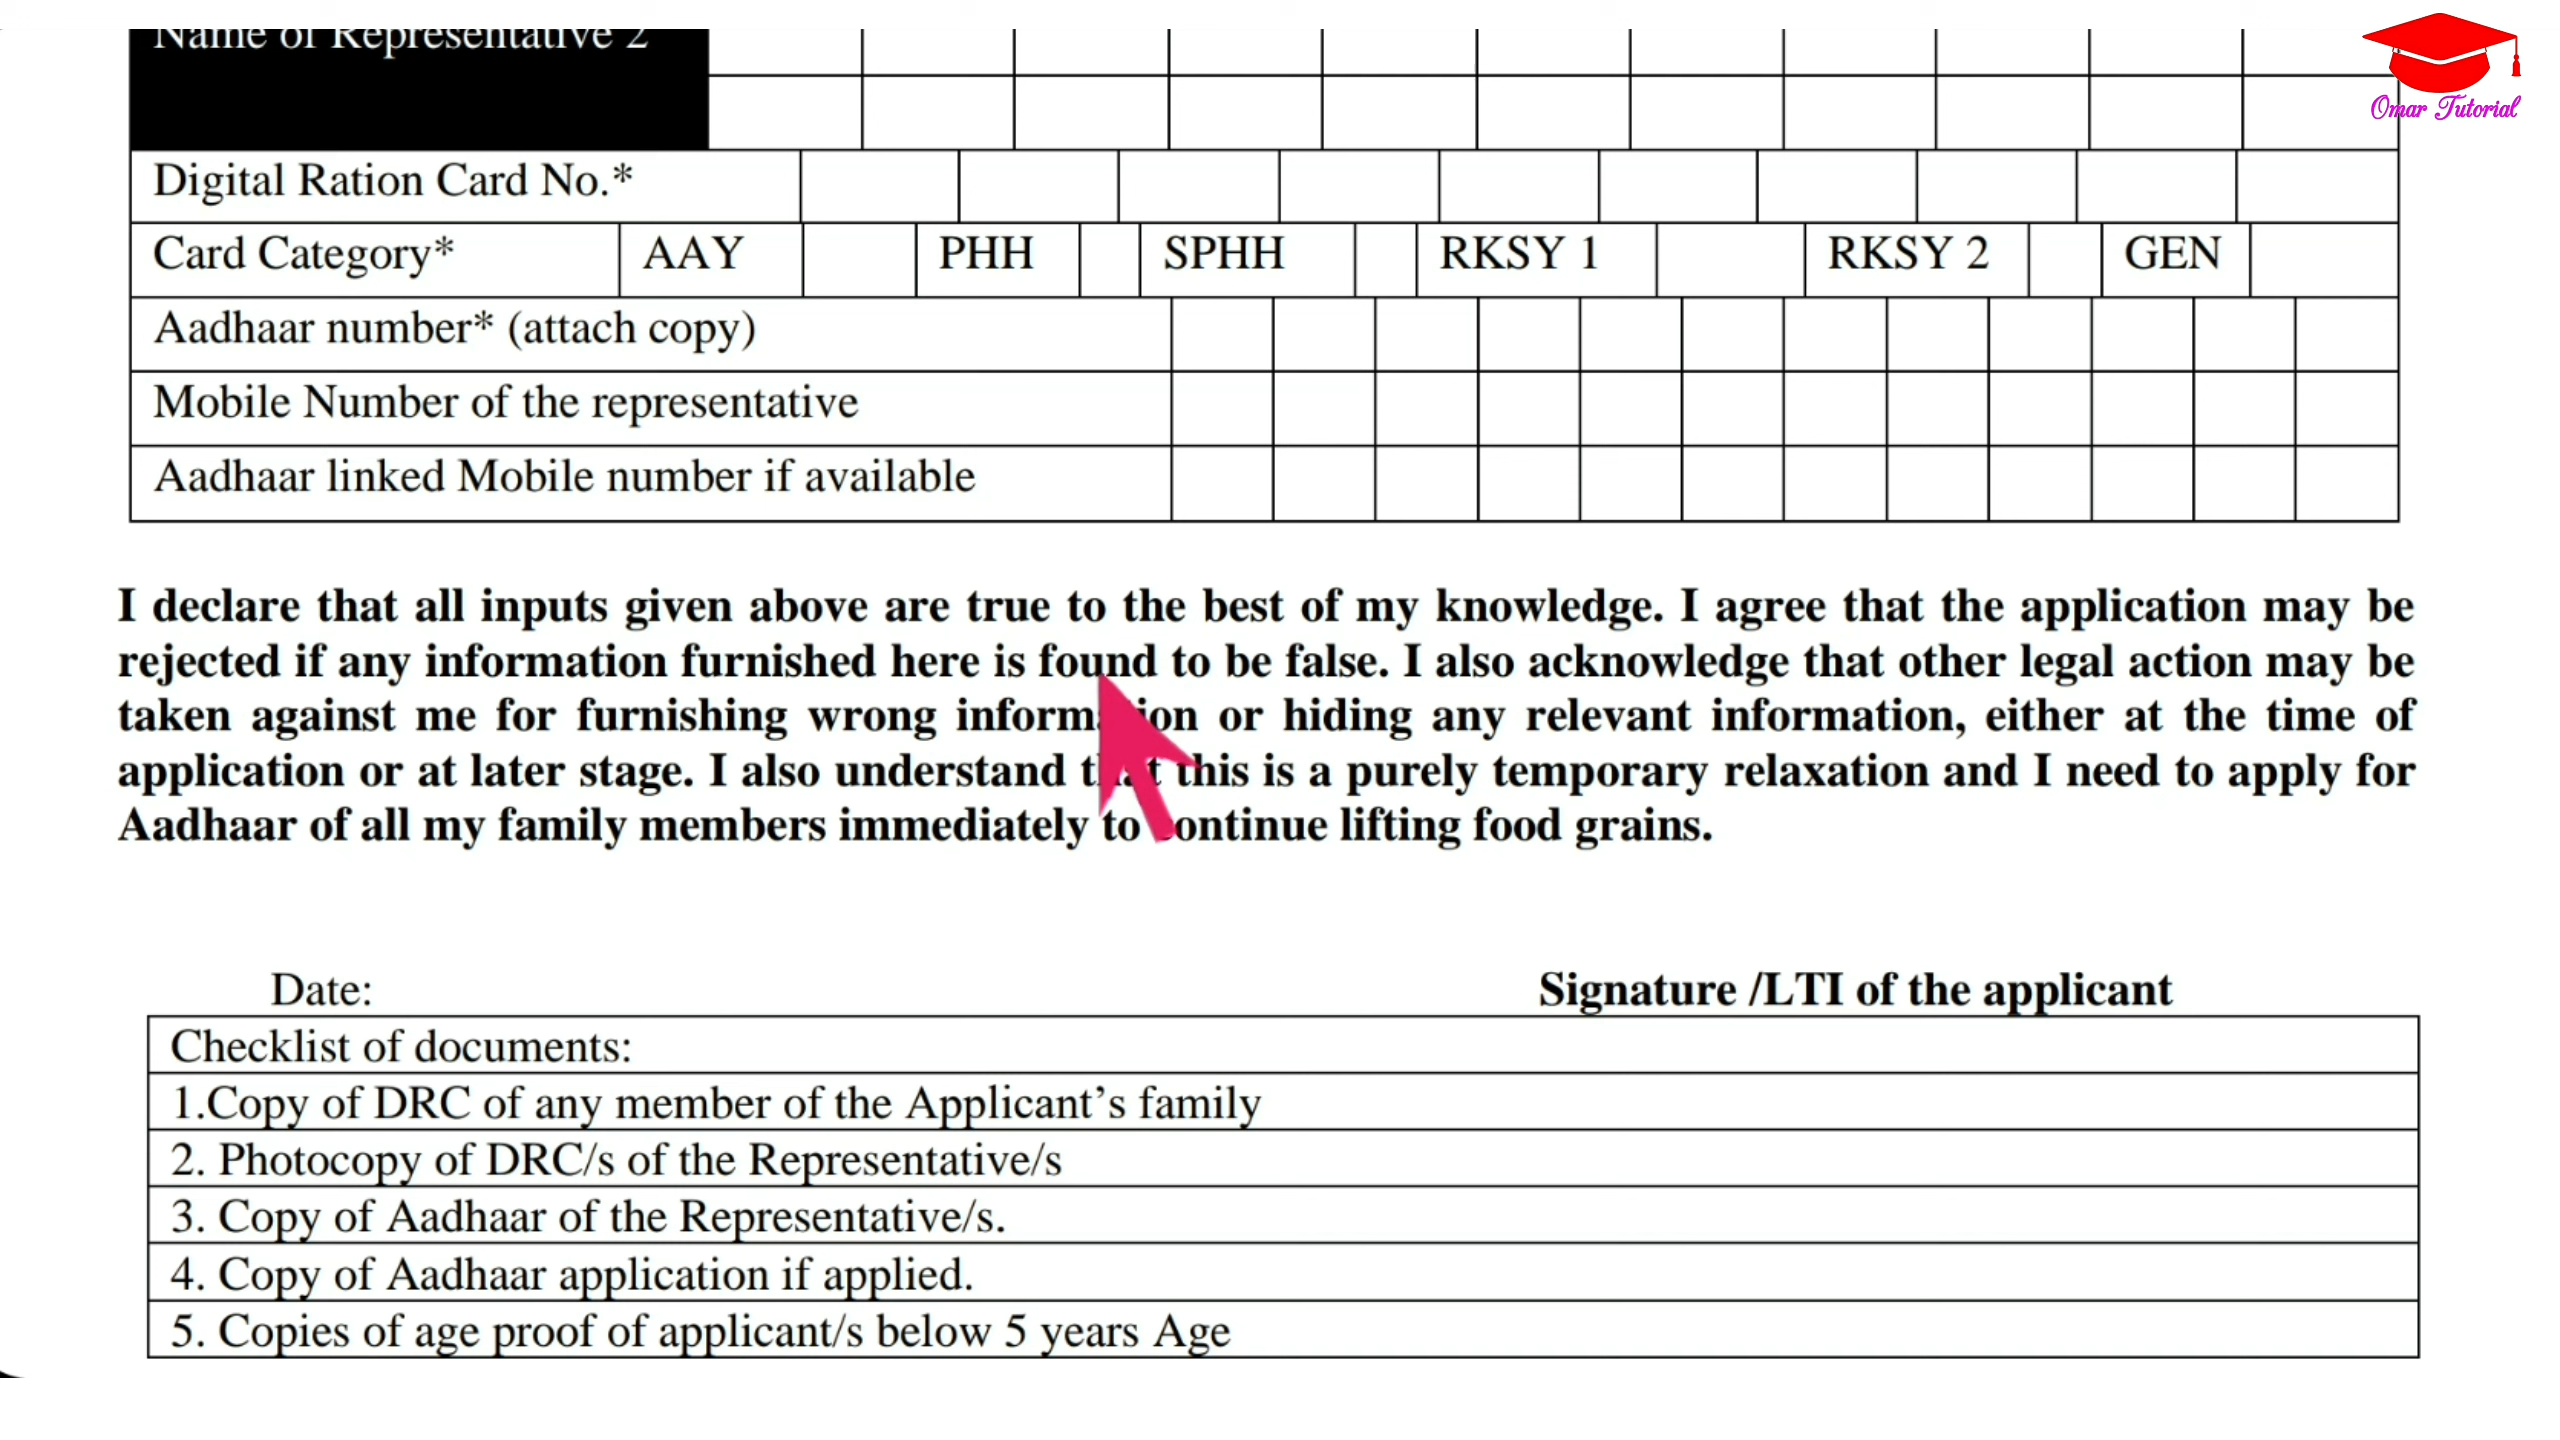 Name of Representative 2
Omar Tutorial
Digital Ration Card No.*
Card Category* AAY PHH SPHH RKSY 1 RKSY 2 GEN
Aadhaar number* (attach copy)
Mobile Number of the representative
Aadhaar linked Mobile number if available
I declare that all inputs given above are true to the best of my knowledge. I agree that the application may be
rejected if any information furnished here is found to be false. I also acknowledge that other legal action may be
taken against me for furnishing wrong information or hiding any relevant information, either at the time of
application or at later stage. I also understand that this is a purely temporary relaxation and I need to apply for
Aadhaar of all my family members immediately to continue lifting food grains.
Date: Signature /LTI of the applicant
Checklist of documents:
1.Copy of DRC of any member of the Applicant’s family
2. Photocopy of DRC/s of the Representative/s
3. Copy of Aadhaar of the Representative/s.
4. Copy of Aadhaar application if applied.
5. Copies of age proof of applicant/s below 5 years Age